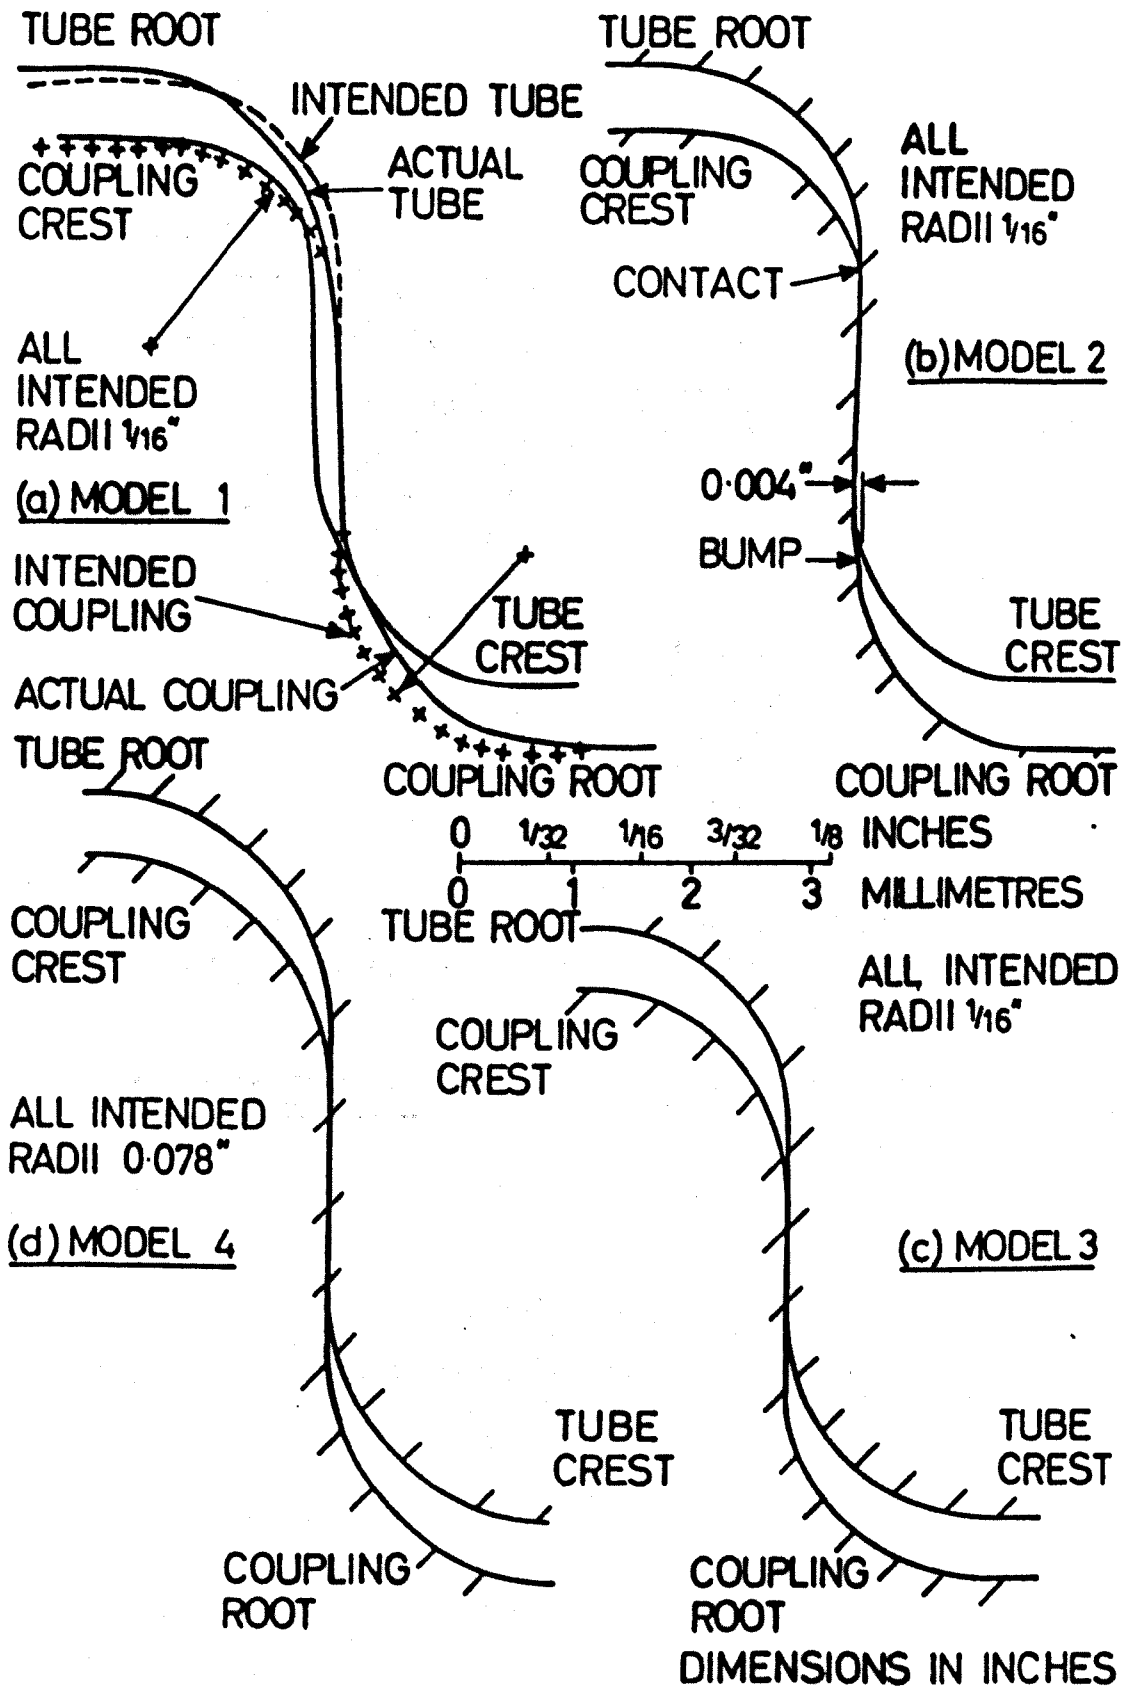 TUBE ROOT
INTENDED TUBE
ACTUAL
TUBE
COUPLING
CREST
ALL
INTENDED
RADII 1/16"
(a) MODEL 1
INTENDED
COUPLING
TUBE
CREST
ACTUAL COUPLING
COUPLING ROOT
TUBE ROOT
COUPLING
CREST
ALL
INTENDED
RADII 1/16"
CONTACT
(b) MODEL 2
0·004"
BUMP
TUBE
CREST
COUPLING ROOT
0 1/32 1/16 3/32 1/8 INCHES
0 1 2 3 MILLIMETRES
TUBE ROOT
COUPLING
CREST
ALL INTENDED
RADII 0·078"
(d) MODEL 4
TUBE
CREST
COUPLING
ROOT
TUBE ROOT
COUPLING
CREST
ALL INTENDED
RADII 1/16"
(c) MODEL 3
TUBE
CREST
COUPLING
ROOT
DIMENSIONS IN INCHES